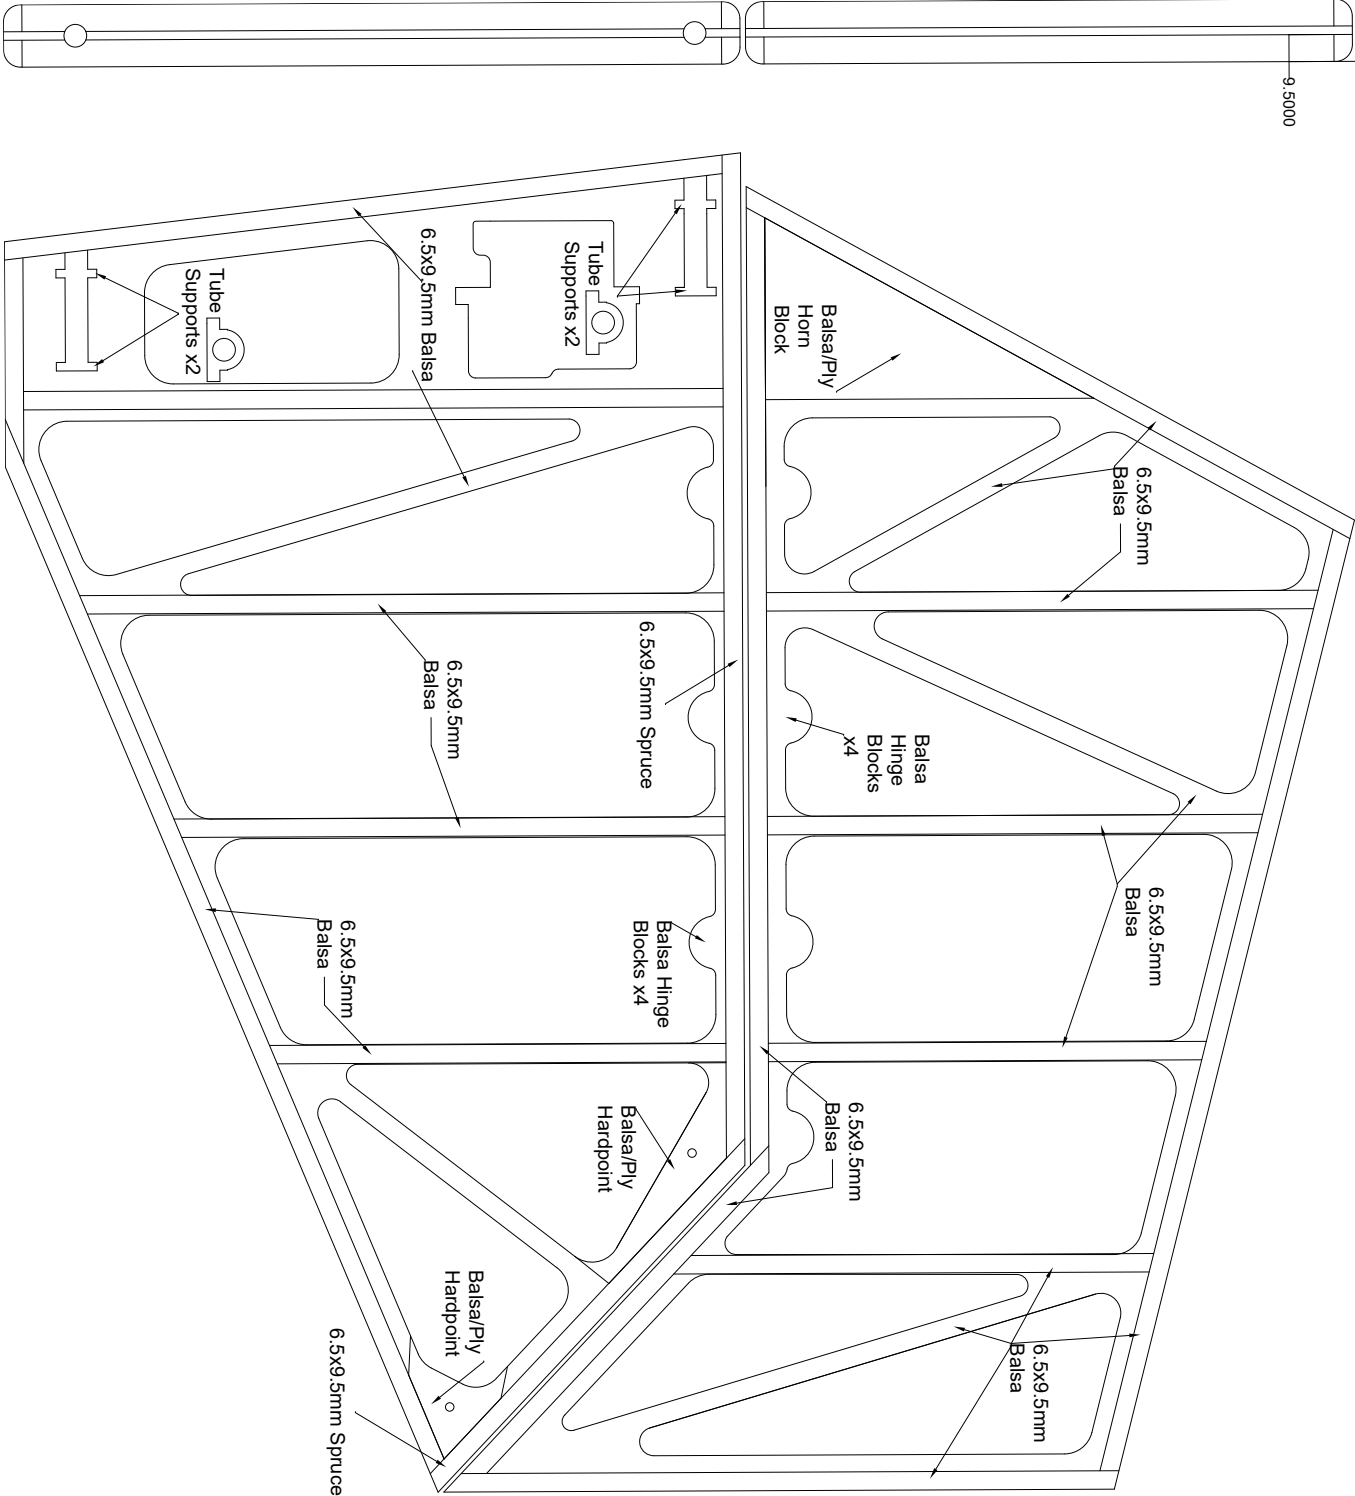 9.5000
6.5x9.5mm
Balsa
6.5x9.5mm
Balsa
6.5x9.5mm
Balsa
Balsa
Hinge
Blocks
x4
6.5x9.5mm
Balsa
Balsa/Ply
Horn
Block
Balsa Hinge
Blocks x4
6.5x9.5mm Spruce
Balsa/Ply
Hardpoint
Tube
Supports x2
Balsa/Ply
Hardpoint
6.5x9.5mm
Balsa
6.5x9.5mm Balsa
6.5x9.5mm
Balsa
6.5x9.5mm Spruce
Tube
Supports x2